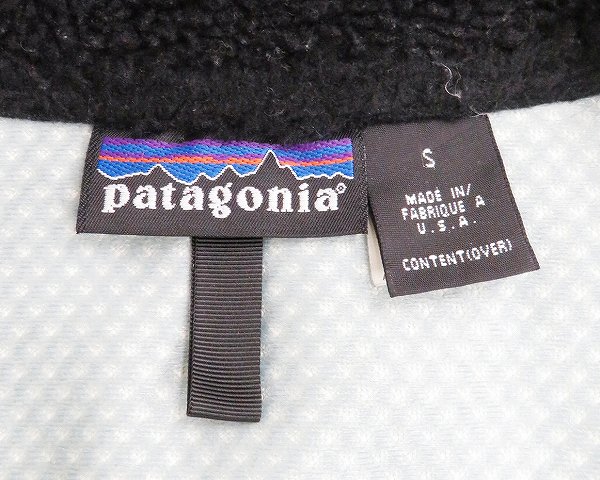 patagonia®
S
MADE IN/
FABRIQUE A
U.S.A.
CONTENT(OVER)